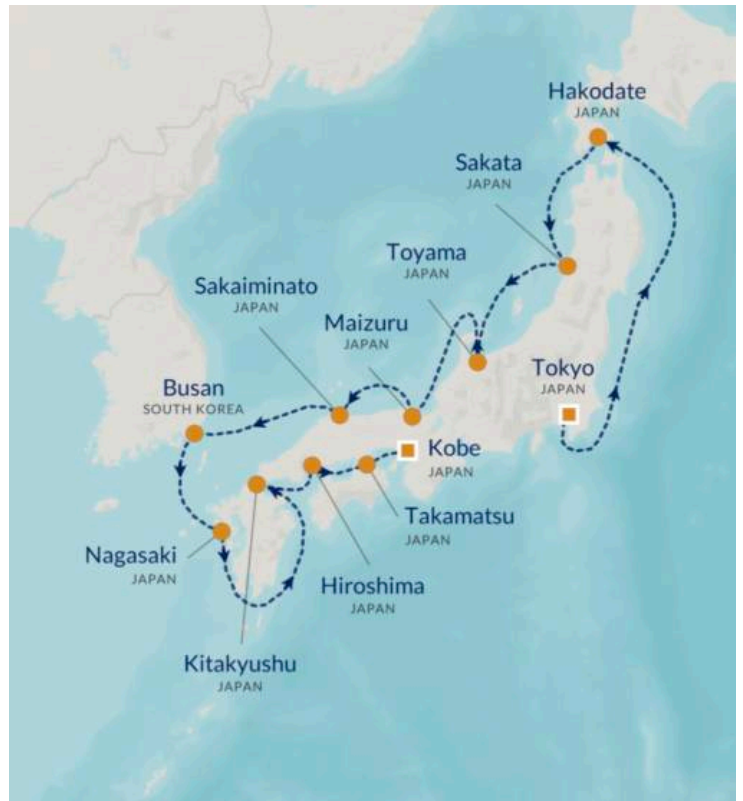 Hakodate
JAPAN
Sakata
JAPAN
Toyama
JAPAN
Sakaiminato
JAPAN
Maizuru
JAPAN
Tokyo
JAPAN
Busan
SOUTH KOREA
Kobe
JAPAN
Takamatsu
JAPAN
Nagasaki
JAPAN
Hiroshima
JAPAN
Kitakyushu
JAPAN